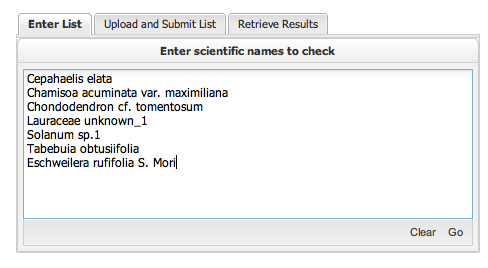 Enter List Upload and Submit List Retrieve Results
Enter scientific names to check
Cepahaelis elata
Chamisoa acuminata var. maximiliana
Chondodendron cf. tomentosum
Lauraceae unknown_1
Solanum sp.1
Tabebuia obtusiifolia
Eschweilera rufifolia S. Mori
Clear Go